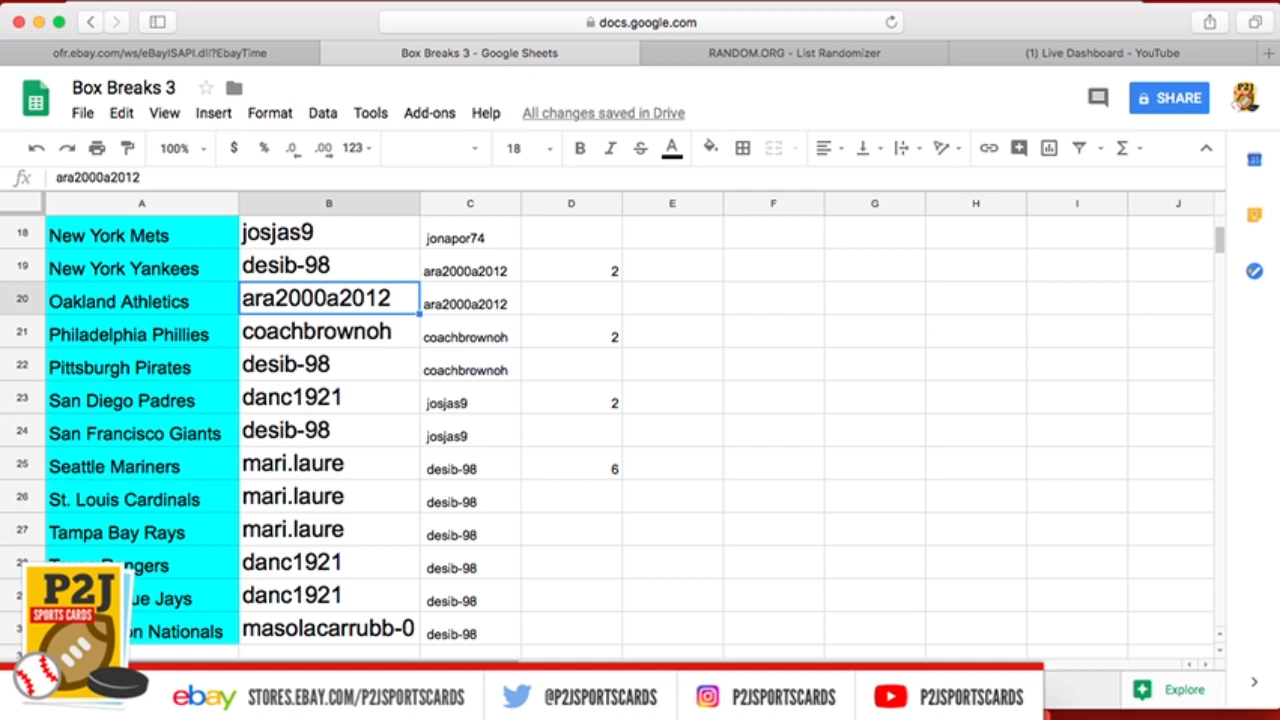 docs.google.com
ofr.ebay.com/ws/eBayISAPI.dll?EbayTime
Box Breaks 3 - Google Sheets
RANDOM.ORG - List Randomizer
(1) Live Dashboard - YouTube
Box Breaks 3
File Edit View Insert Format Data Tools Add-ons Help All changes saved in Drive
SHARE
100% $ % .0 .00 123 18 B I S A
fx ara2000a2012
A B C D E F G H I J
18 New York Mets josjas9 jonapor74
19 New York Yankees desib-98 ara2000a2012 2
20 Oakland Athletics ara2000a2012 ara2000a2012
21 Philadelphia Phillies coachbrownoh coachbrownoh 2
22 Pittsburgh Pirates desib-98 coachbrownoh
23 San Diego Padres danc1921 josjas9 2
24 San Francisco Giants desib-98 josjas9
25 Seattle Mariners mari.laure desib-98 6
26 St. Louis Cardinals mari.laure desib-98
27 Tampa Bay Rays mari.laure desib-98
danc1921 desib-98
Jays danc1921 desib-98
Nationals masolacarrubb-0 desib-98
P2J
SPORTS CARDS
ebay STORES.EBAY.COM/P2JSPORTSCARDS
@P2JSPORTSCARDS
P2JSPORTSCARDS
P2JSPORTSCARDS
Explore